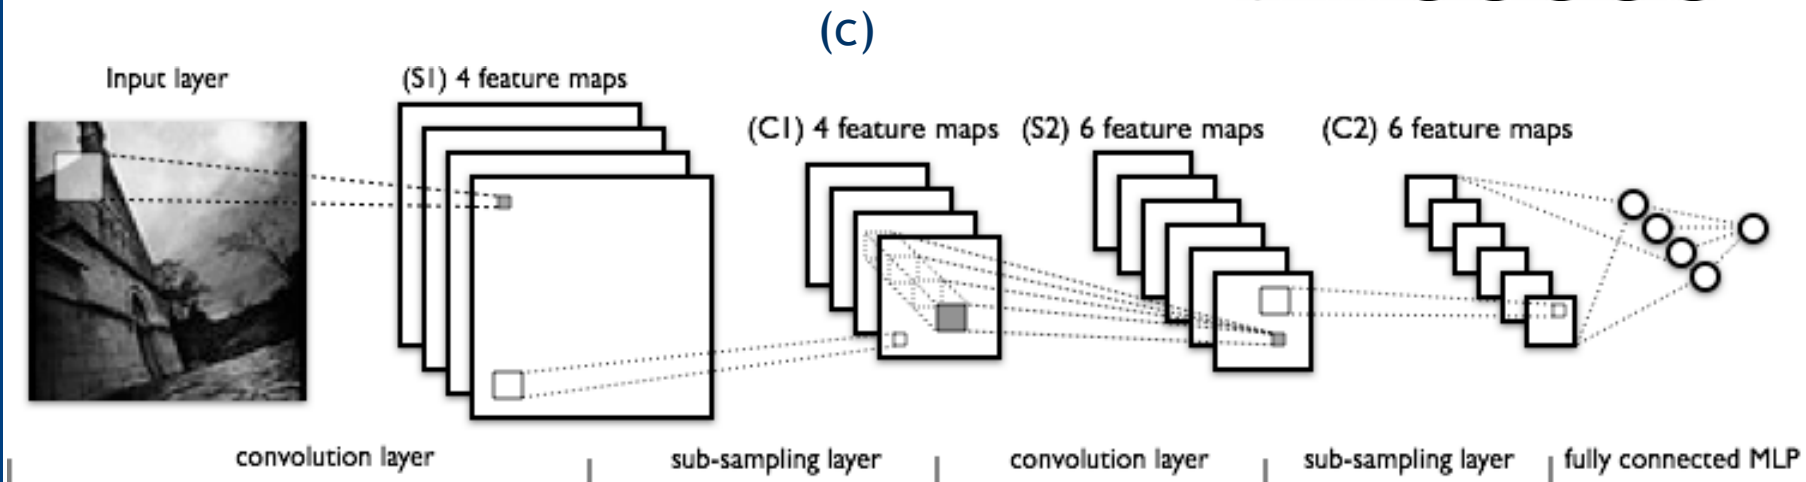 (c)
Input layer
(S1) 4 feature maps
(C1) 4 feature maps
(S2) 6 feature maps
(C2) 6 feature maps
convolution layer
sub-sampling layer
convolution layer
sub-sampling layer
fully connected MLP